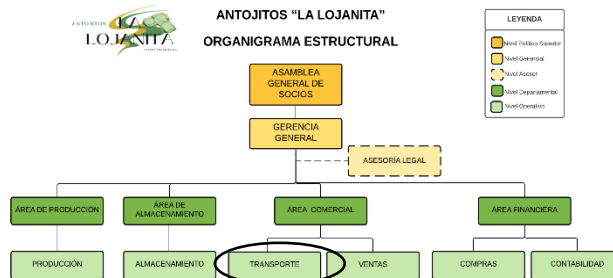 ANTOJITOS "LA LOJANITA"
ORGANIGRAMA ESTRUCTURAL
ANTOJITOS
LA
LOJANITA
LEYENDA
Nivel Político Superior
Nivel Gerencial
Nivel Asesor
Nivel Departamental
Nivel Operativo
ASAMBLEA
GENERAL DE
SOCIOS
GERENCIA
GENERAL
ASESORÍA LEGAL
ÁREA DE PRODUCCIÓN
ÁREA DE
ALMACENAMIENTO
ÁREA COMERCIAL
ÁREA FINANCIERA
PRODUCCIÓN
ALMACENAMIENTO
TRANSPORTE
VENTAS
COMPRAS
CONTABILIDAD